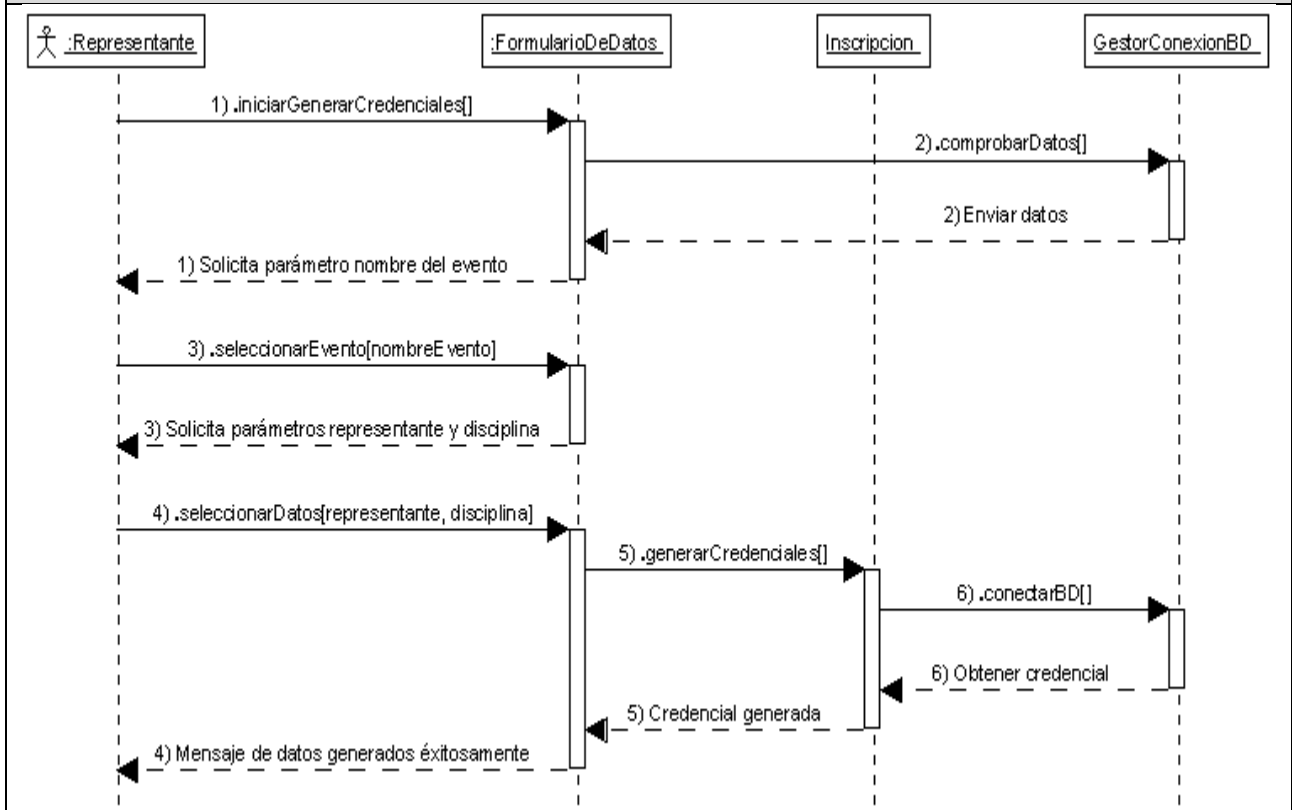 :Representante
:FormularioDeDatos
Inscripcion
GestorConexionBD
1) .iniciarGenerarCredenciales[]
2) .comprobarDatos[]
2) Enviar datos
1) Solicita parámetro nombre del evento
3) .seleccionarEvento[nombreEvento]
3) Solicita parámetros representante y disciplina
4) .seleccionarDatos[representante, disciplina]
5) .generarCredenciales[]
6) .conectarBD[]
6) Obtener credencial
5) Credencial generada
4) Mensaje de datos generados éxitosamente